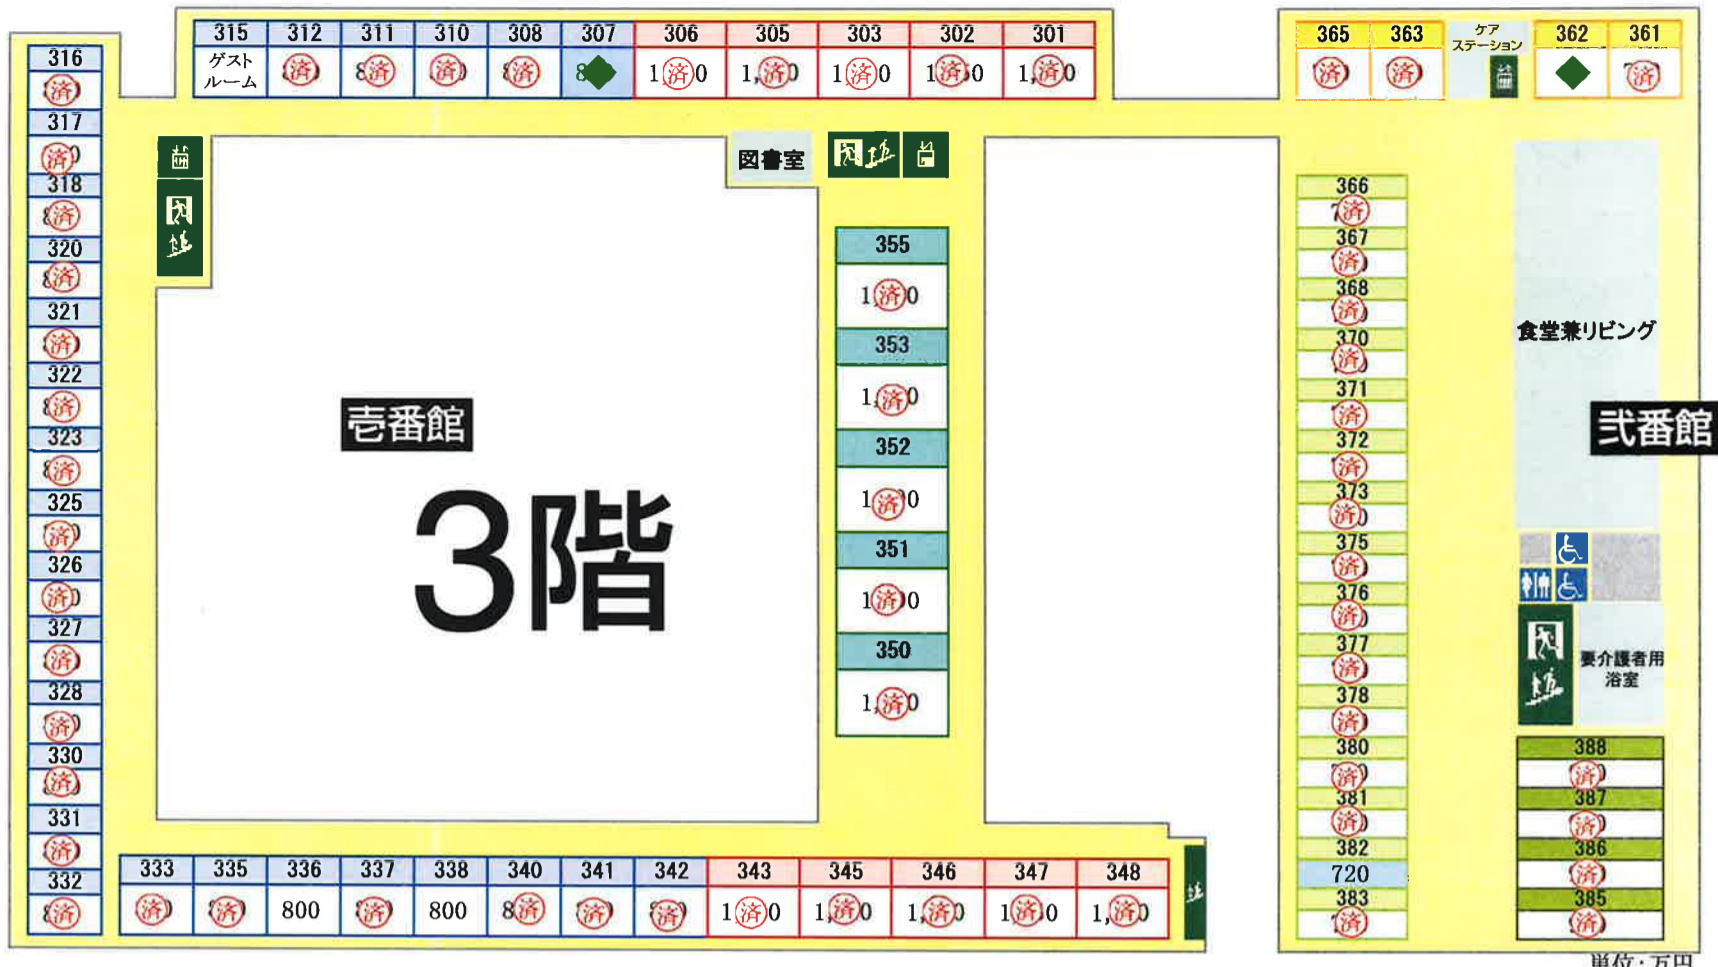 315 312 311 310 308 307 306 305 303 302 301
ゲスト
ルーム
済 済 済 済 済 済 済 済 済
365 363
ケア
ステーション
362 361
済 済 済
316
済
317
済
318
済
320
済
321
済
322
済
323
済
325
済
326
済
327
済
328
済
330
済
331
済
332
済
図書室
355
済
353
済
352
済
351
済
350
済
壱番館
3階
333 335 336 337 338 340 341 342 343 345 346 347 348
済 済 800 済 800 済 済 済 済 済 済 済 済
366
済
367
済
368
済
370
済
371
済
372
済
373
済
375
済
376
済
377
済
378
済
380
済
381
済
382
720
383
済
食堂兼リビング
弐番館
要介護者用
浴室
388
済
387
済
386
済
385
済
単位：万円